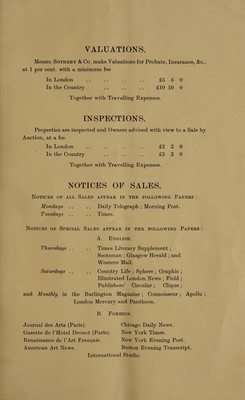 VALUATIONS.
Messrs. SOTHEBY & Co. make Valuations for Probate, Insurance, &c.,
at 1 per cent. with a minimum fee
In London .. .. .. .. £5 5 0
In the Country .. .. .. £10 10 0
Together with Travelling Expenses.
INSPECTIONS.
Properties are inspected and Owners advised with view to a Sale by
Auction, at a fee
In London .. .. .. .. £2 2 0
In the Country .. .. .. £3 3 0
Together with Travelling Expenses.
NOTICES OF SALES.
NOTICES OF ALL SALES APPEAR IN THE FOLLOWING PAPERS :
Mondays .. .. Daily Telegraph ; Morning Post.
Tuesdays .. .. Times.
NOTICES OF SPECIAL SALES APPEAR IN THE FOLLOWING PAPERS :
A. ENGLISH.
Thursdays .. .. Times Literary Supplement ;
Scotsman ; Glasgow Herald ; and
Western Mail.
Saturdays .. .. Country Life ; Sphere ; Graphic ;
Illustrated London News ; Field ;
Publishers' Circular ; Clique ;
and Monthly in the Burlington Magazine ; Connoisseur ; Apollo ;
London Mercury and Pantheon.
B. FOREIGN.
Journal des Arts (Paris). Chicago Daily News.
Gazette de l'Hotel Drouot (Paris). New York Times.
Renaissance de l'Art Français. New York Evening Post.
American Art News. Boston Evening Transcript.
International Studio.